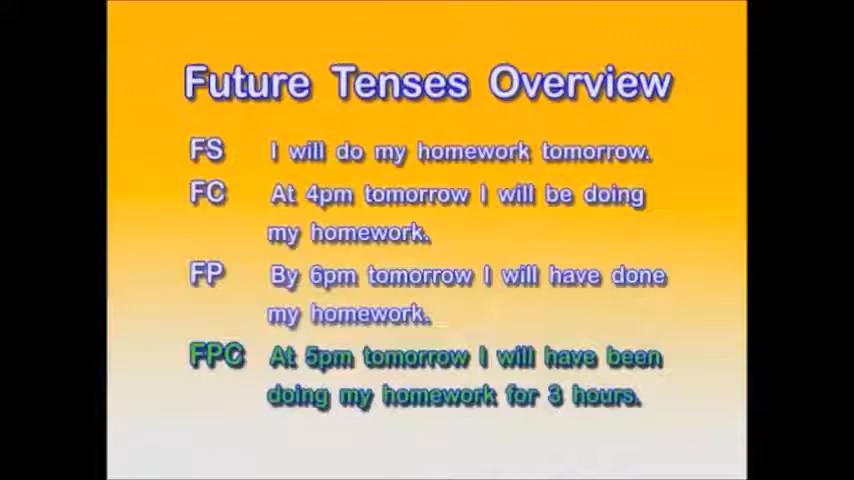 Future Tenses Overview
FS I will do my homework tomorrow.
FC At 4pm tomorrow I will be doing
my homework.
FP By 6pm tomorrow I will have done
my homework.
FPC At 5pm tomorrow I will have been
doing my homework for 3 hours.